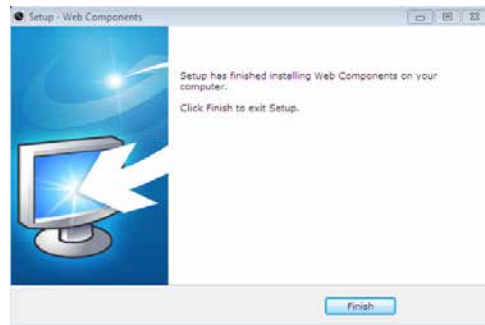 Setup - Web Components
Setup has finished installing Web Components on your
computer.
Click Finish to exit Setup.
Finish